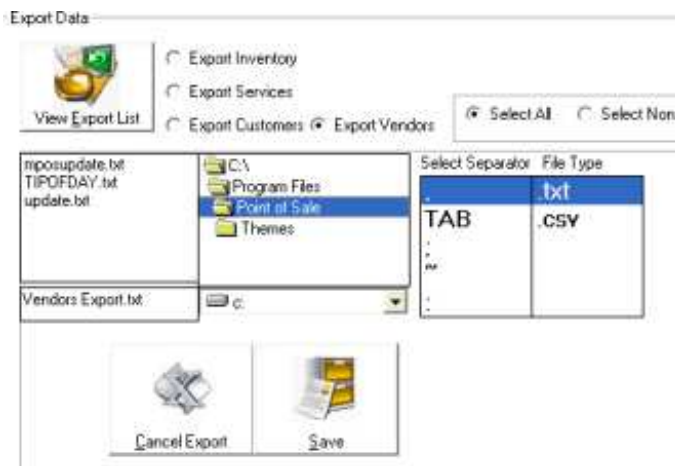 Export Data
Export Inventory
Export Services
View Export List
Export Customers
Export Vendors
Select All
Select Non
mposupdate.txt
TIPOFDAY.txt
update.txt
C:\
Program Files
Point of Sale
Themes
Select Separator
File Type
.txt
TAB
.csv
;
~
:
Vendors Export.txt
c:
Cancel Export
Save